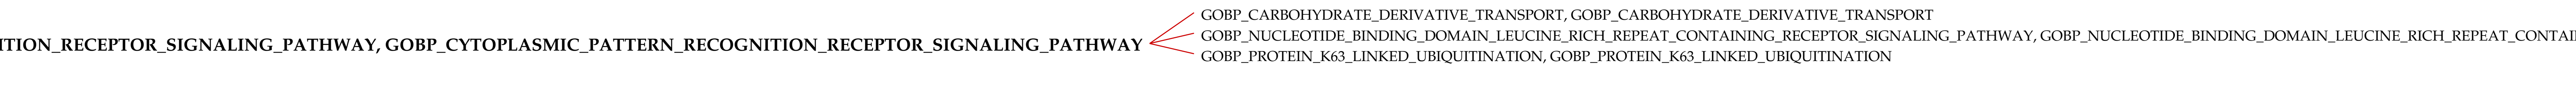 ITION_RECEPTOR_SIGNALING_PATHWAY, GOBP_CYTOPLASMIC_PATTERN_RECOGNITION_RECEPTOR_SIGNALING_PATHWAY
GOBP_CARBOHYDRATE_DERIVATIVE_TRANSPORT, GOBP_CARBOHYDRATE_DERIVATIVE_TRANSPORT
GOBP_NUCLEOTIDE_BINDING_DOMAIN_LEUCINE_RICH_REPEAT_CONTAINING_RECEPTOR_SIGNALING_PATHWAY, GOBP_NUCLEOTIDE_BINDING_DOMAIN_LEUCINE_RICH_REPEAT_CONTAI
GOBP_PROTEIN_K63_LINKED_UBIQUITINATION, GOBP_PROTEIN_K63_LINKED_UBIQUITINATION